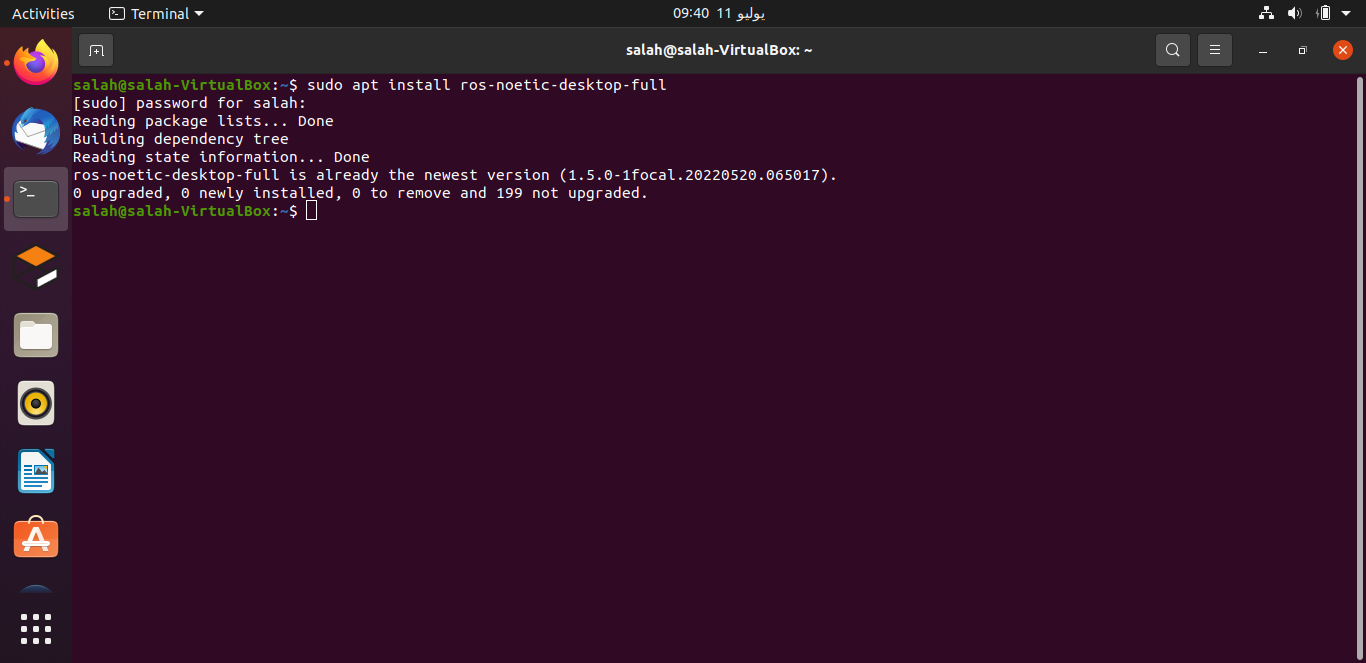 Activities
Terminal
09:40 11 يوليو
salah@salah-VirtualBox: ~
salah@salah-VirtualBox:~$ sudo apt install ros-noetic-desktop-full
[sudo] password for salah:
Reading package lists... Done
Building dependency tree
Reading state information... Done
ros-noetic-desktop-full is already the newest version (1.5.0-1focal.20220520.065017).
0 upgraded, 0 newly installed, 0 to remove and 199 not upgraded.
salah@salah-VirtualBox:~$